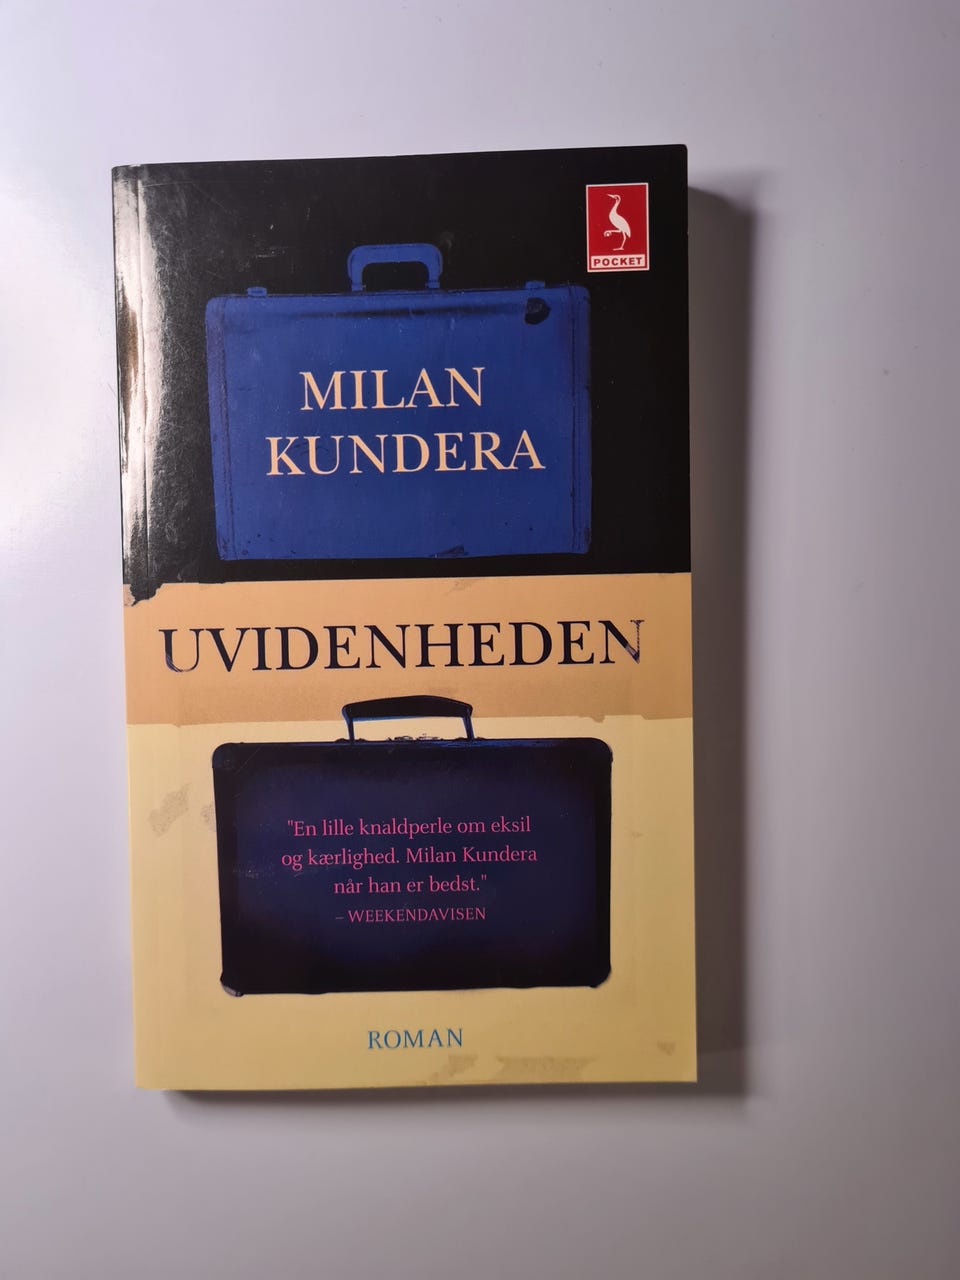 POCKET
MILAN
KUNDERA
UVIDENHEDEN
"En lille knaldperle om eksil
og kærlighed. Milan Kundera
når han er bedst."
– WEEKENDAVISEN
ROMAN